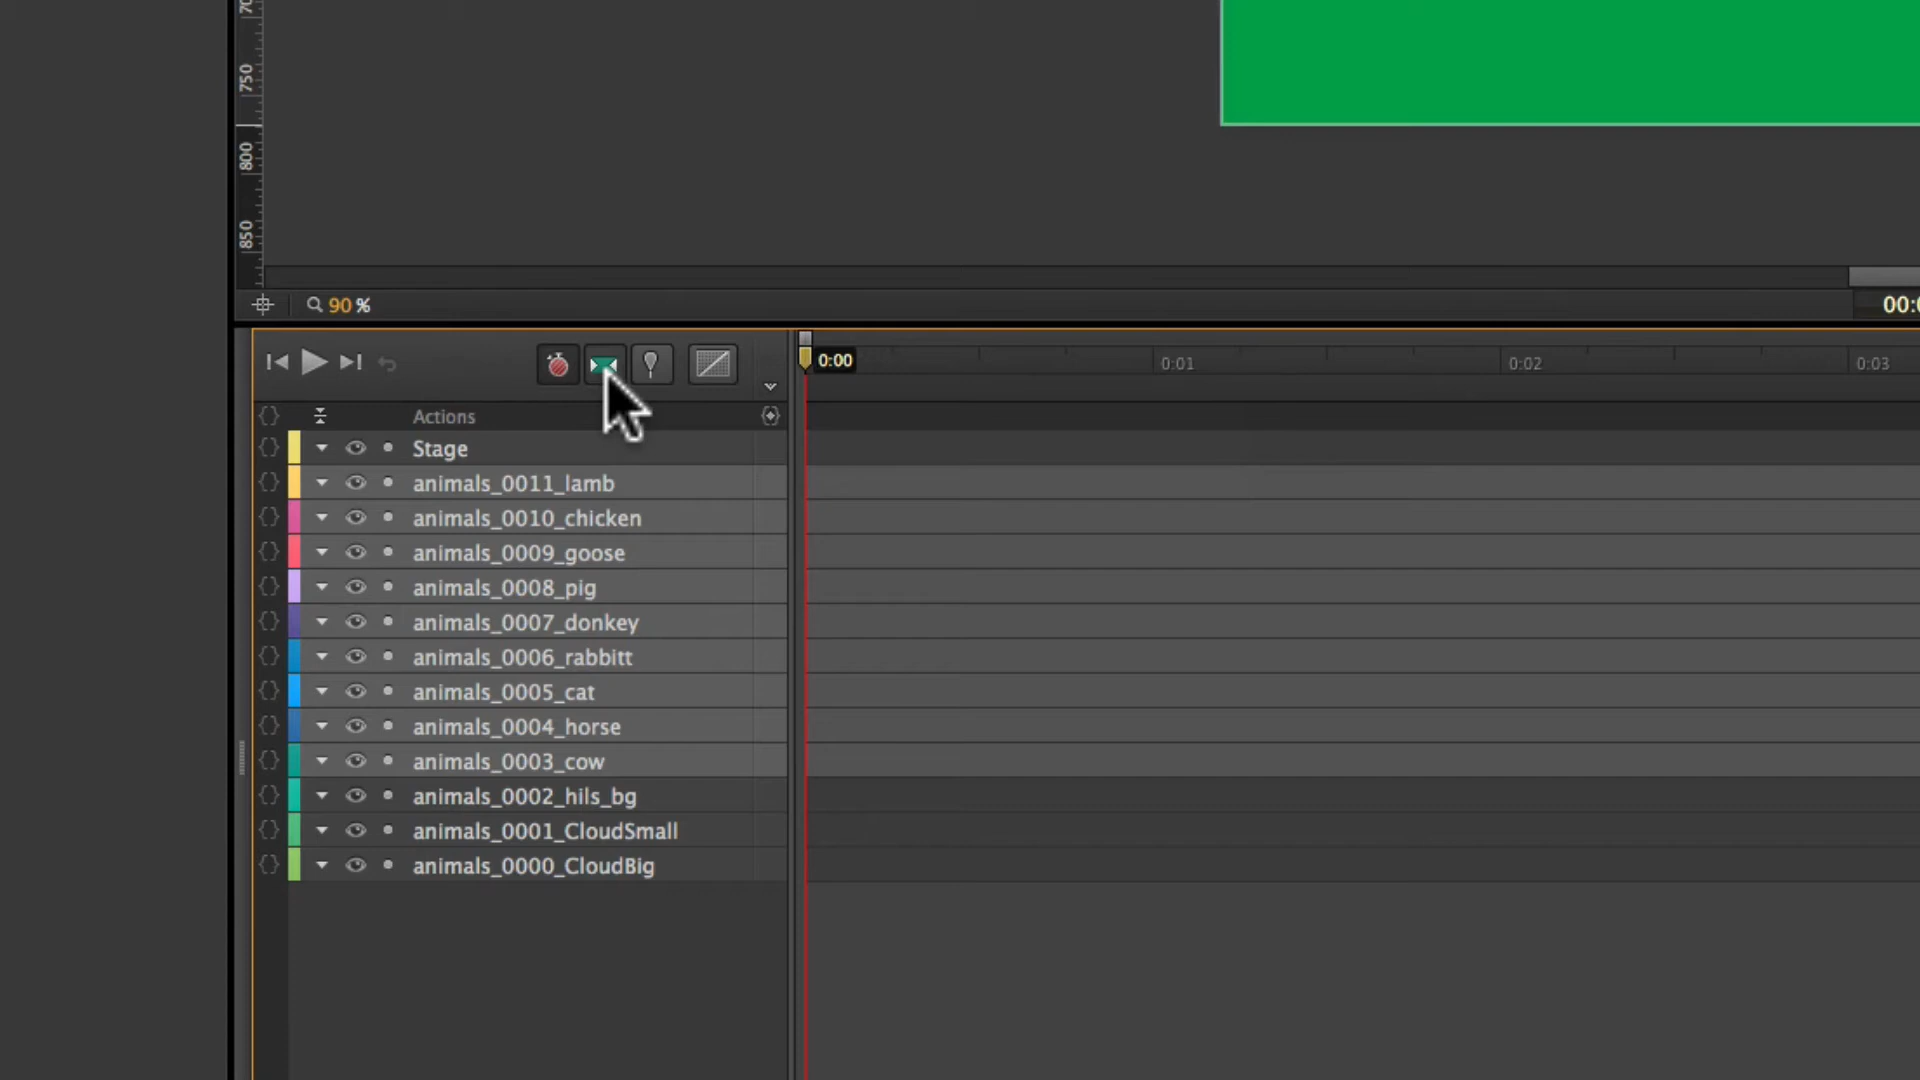 750
800
850
90 %
0:00
0:01
0:02
0:03
Actions
Stage
animals_0011_lamb
animals_0010_chicken
animals_0009_goose
animals_0008_pig
animals_0007_donkey
animals_0006_rabbitt
animals_0005_cat
animals_0004_horse
animals_0003_cow
animals_0002_hils_bg
animals_0001_CloudSmall
animals_0000_CloudBig